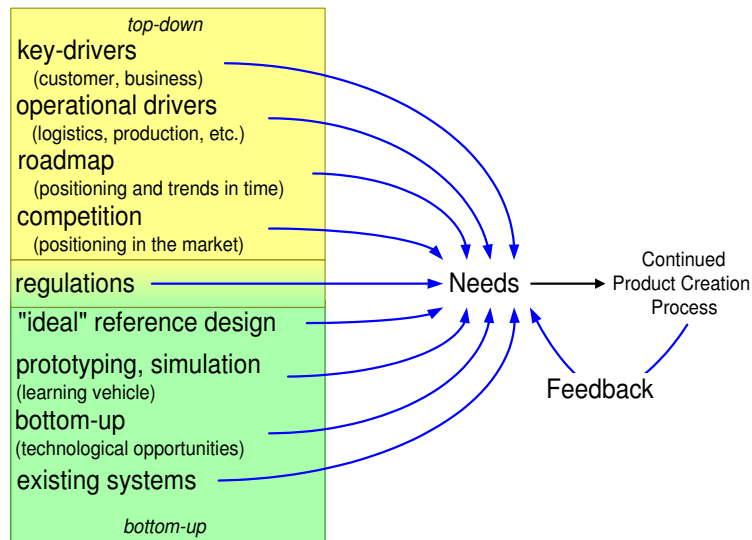 top-down
key-drivers
(customer, business)
operational drivers
(logistics, production, etc.)
roadmap
(positioning and trends in time)
competition
(positioning in the market)
regulations
"ideal" reference design
prototyping, simulation
(learning vehicle)
bottom-up
(technological opportunities)
existing systems
bottom-up
Needs
Continued
Product Creation
Process
Feedback